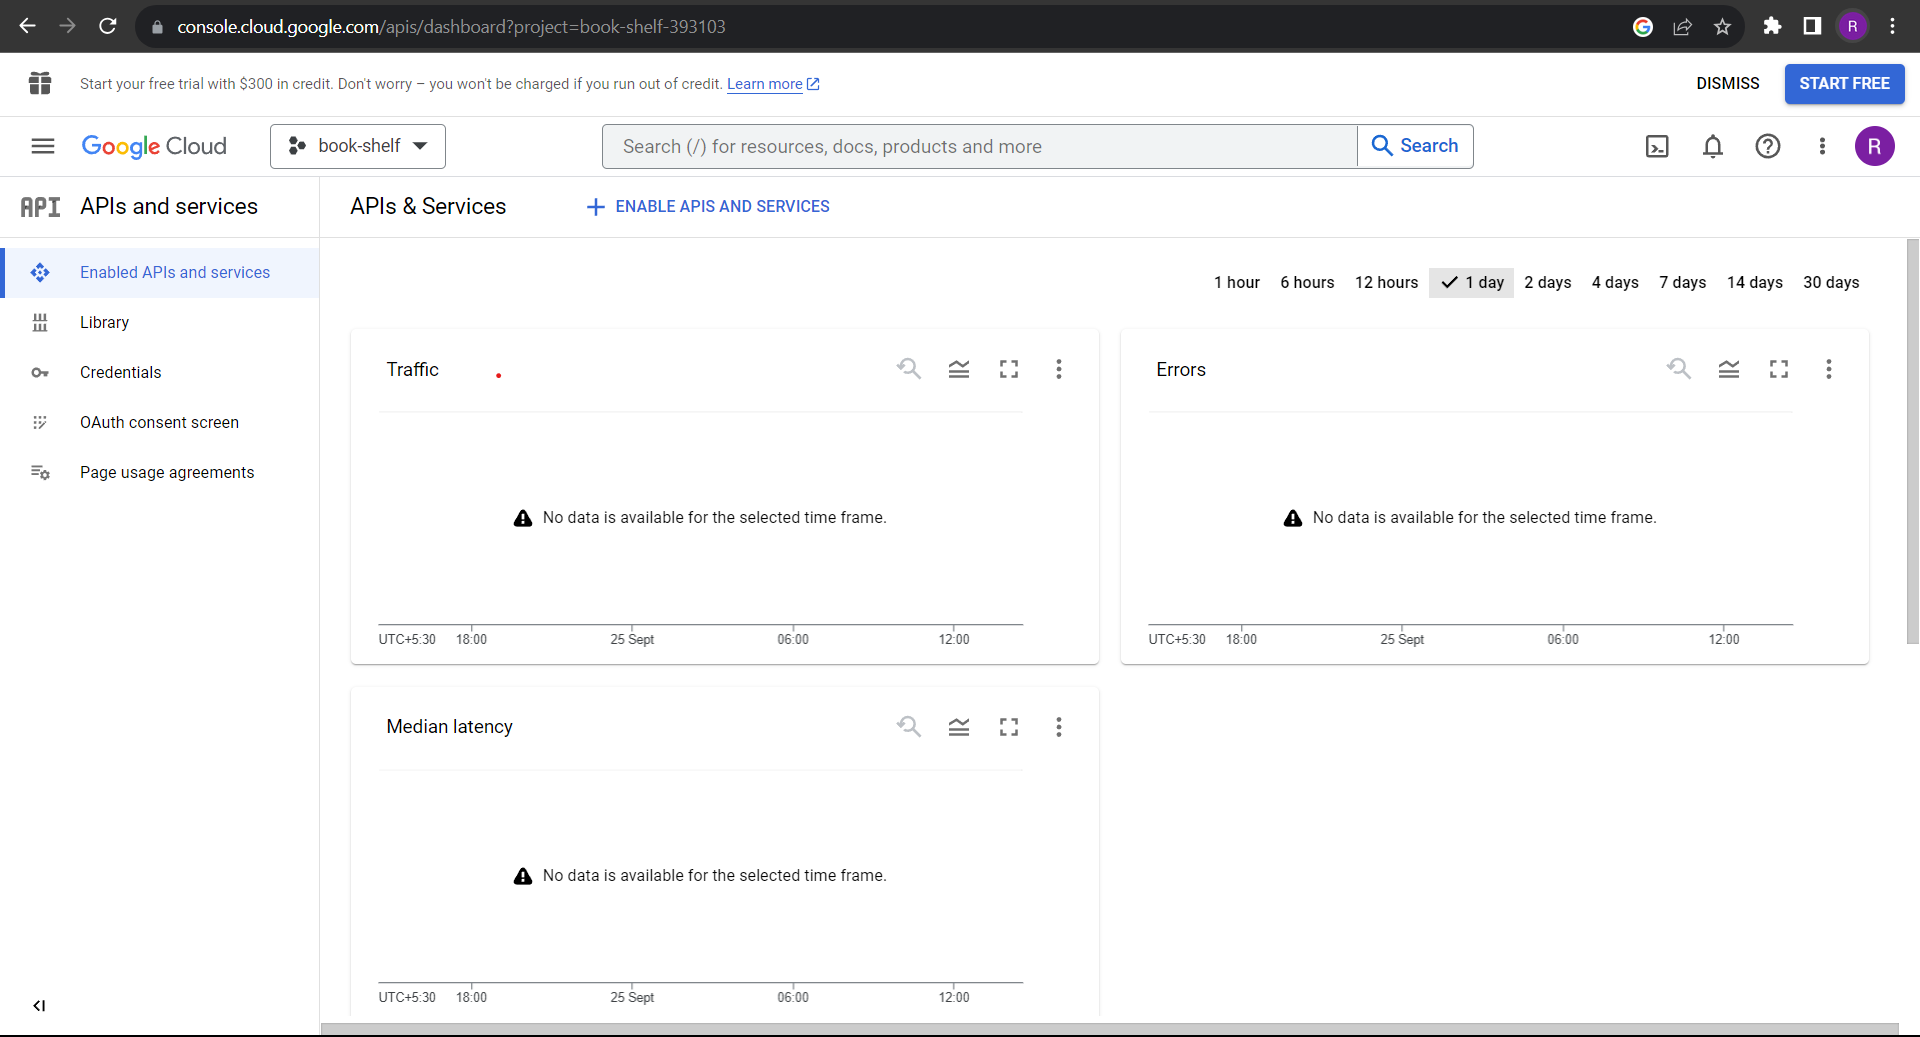 console.cloud.google.com/apis/dashboard?project=book-shelf-393103
R
Start your free trial with $300 in credit. Don't worry – you won't be charged if you run out of credit. Learn more
DISMISS
START FREE
Google Cloud
book-shelf
Search (/) for resources, docs, products and more
Search
R
API
APIs and services
APIs & Services
ENABLE APIS AND SERVICES
Enabled APIs and services
Library
Credentials
OAuth consent screen
Page usage agreements
1 hour
6 hours
12 hours
1 day
2 days
4 days
7 days
14 days
30 days
Traffic
No data is available for the selected time frame.
UTC+5:30 18:00 25 Sept 06:00 12:00
Errors
No data is available for the selected time frame.
UTC+5:30 18:00 25 Sept 06:00 12:00
Median latency
No data is available for the selected time frame.
UTC+5:30 18:00 25 Sept 06:00 12:00